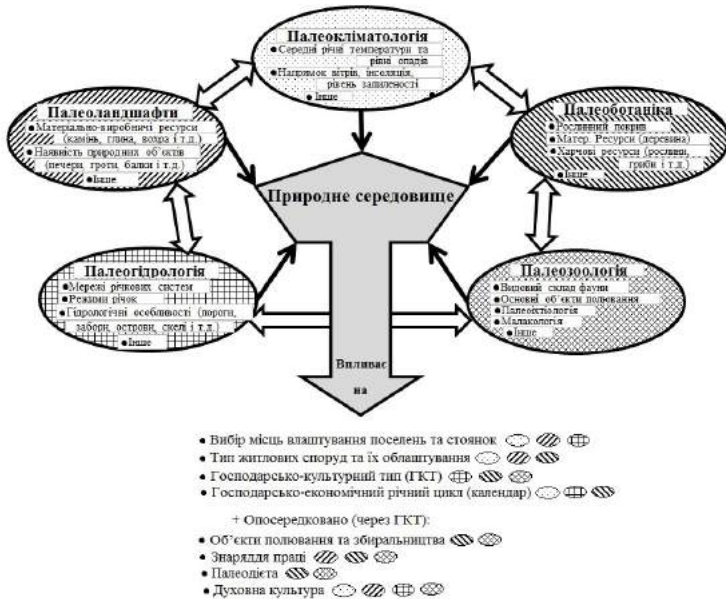 Палеокліматологія
●Середні річні температури та
рівні опадів
●Напрямок вітрів, інсоляція,
рівень запиленості
● Інше
Палеоландшафти
●Матеріально-виробничі ресурси
(камінь, глина, вохра і т.д.)
●Наявність природних об'єктів
(печери, гроти, балки і т.д.)
●Інше
Палеоботаніка
●Рослинний покрив
●Матер. Ресурси (деревина)
●Харчові ресурси (рослини,
гриби і т.д.)
●Інше
Природне середовище
Палеогідрологія
●Мережі річкових систем
●Режими річок
●Гідрологічні особливості (пороги,
забори, острови, скелі і т.д.)
● Інше
Палеозоологія
●Видовий склад фауни
●Основні об'єкти полювання
●Палеоіхтіологія
●Малакологія
● Інше
Впливає
на
● Вибір місць влаштування поселень та стоянок
● Тип житлових споруд та їх облаштування
● Господарсько-культурний тип (ГКТ)
● Господарсько-економічний річний цикл (календар)
+ Опосередковано (через ГКТ):
● Об'єкти полювання та збиральництва
● Знаряддя праці
● Палеодієта
● Духовна культура